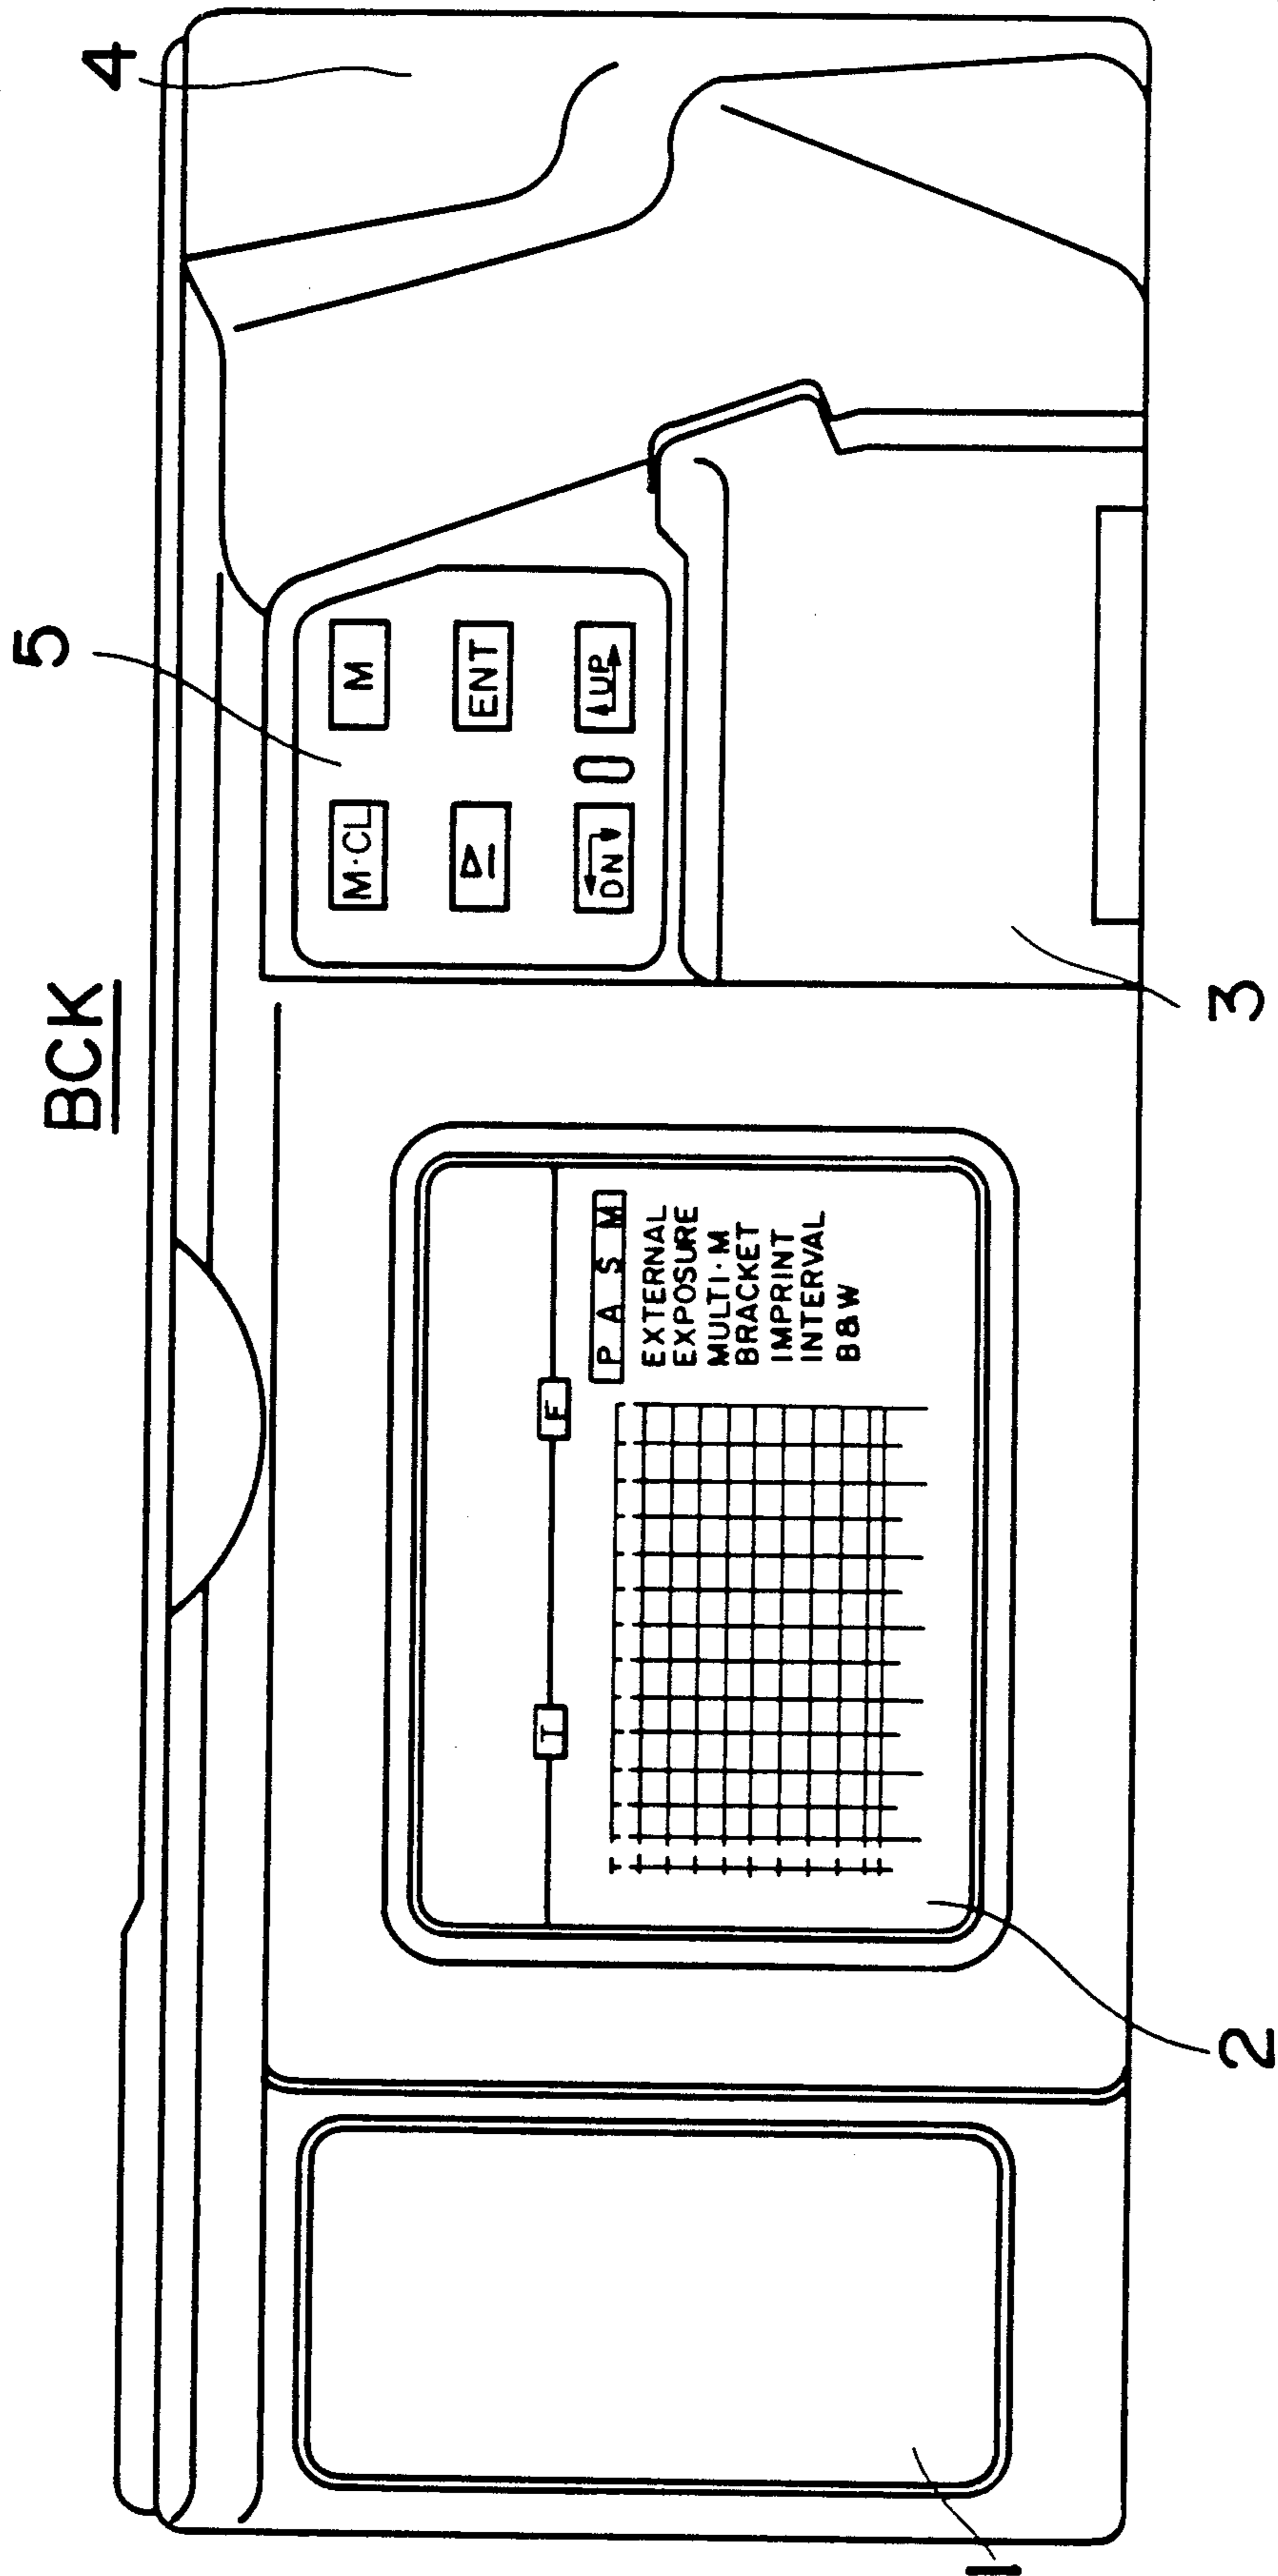 BCK
4
5
M·CL
M
ENT
DN
UP
T
F
P A S M
EXTERNAL
EXPOSURE
MULTI·M
BRACKET
IMPRINT
INTERVAL
B&W
1
2
3